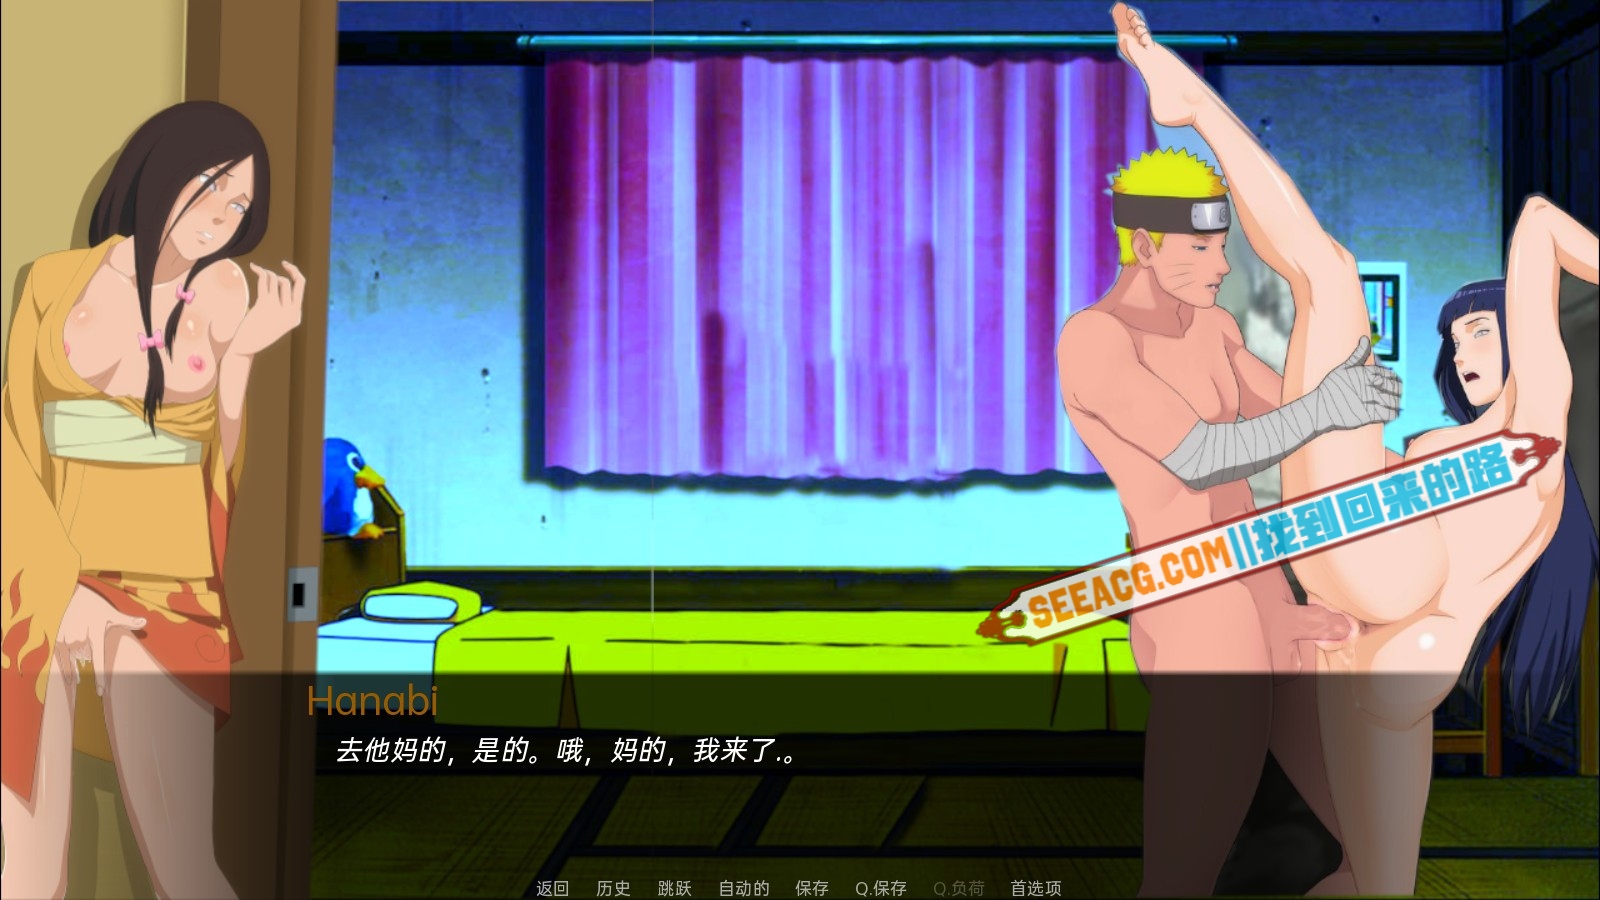 SEEACG.COM||找到回来的路
Hanabi
去他妈的，是的。哦，妈的，我来了.。
返回 历史 跳跃 自动的 保存 Q.保存 Q.负荷 首选项